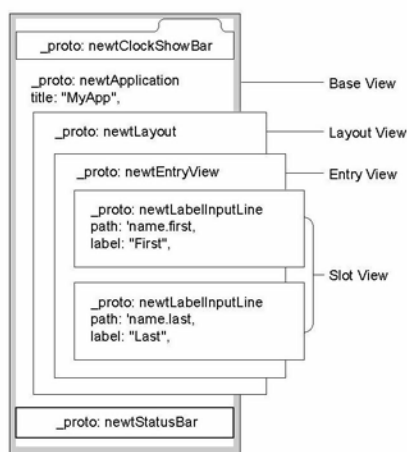 _proto: newtClockShowBar
_proto: newtApplication
title: "MyApp",
Base View
_proto: newtLayout
Layout View
_proto: newtEntryView
Entry View
_proto: newtLabelInputLine
path: 'name.first,
label: "First",
Slot View
_proto: newtLabelInputLine
path: 'name.last,
label: "Last",
_proto: newtStatusBar